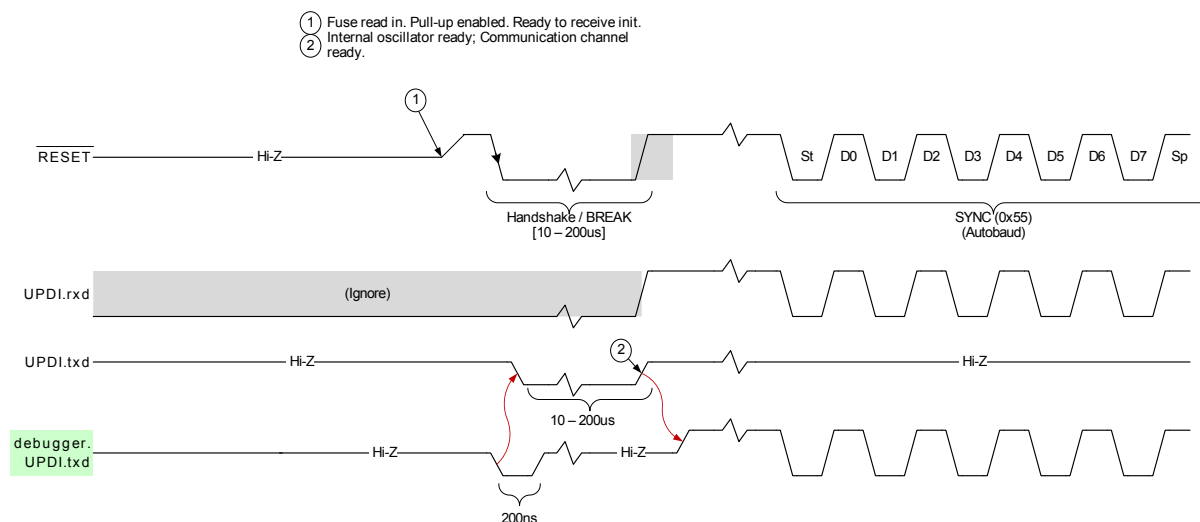 1 Fuse read in. Pull-up enabled. Ready to receive init.
2 Internal oscillator ready; Communication channel
ready.
1
RESET
Hi-Z
St D0 D1 D2 D3 D4 D5 D6 D7 Sp
Handshake / BREAK
[10 – 200us]
SYNC (0x55)
(Autobaud)
UPDI.rxd
(Ignore)
UPDI.txd
Hi-Z
2
Hi-Z
10 – 200us
debugger.
UPDI.txd
Hi-Z
Hi-Z
200ns